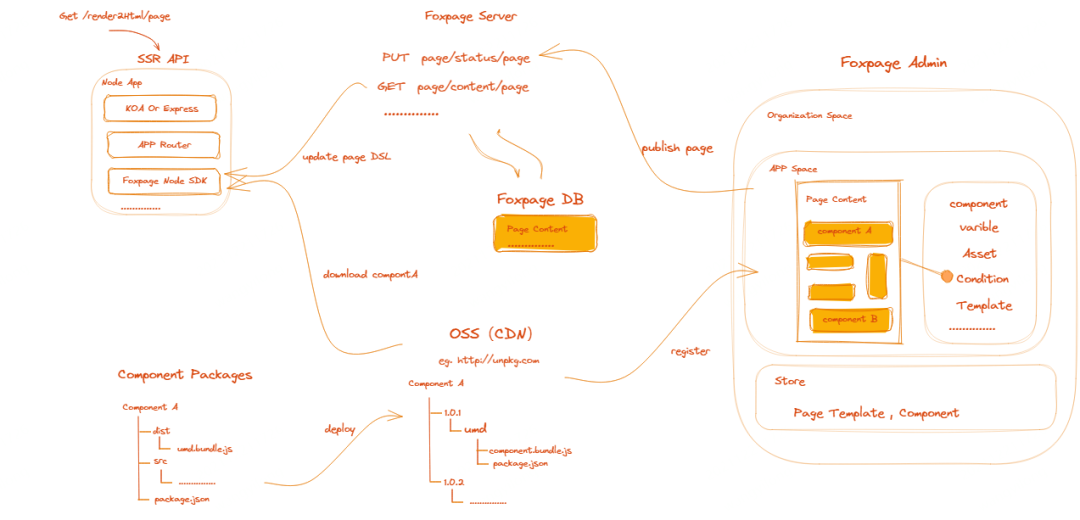 Get /render2Html/page
SSR API
Node App
KOA Or Express
APP Router
Foxpage Node SDK
..............
Foxpage Server
PUT page/status/page
GET page/content/page
..............
update page DSL
Foxpage DB
Page Content
..............
publish page
Foxpage Admin
Organization Space
APP Space
Page Content
component A
component B
component
varible
Asset
Condition
Template
..............
Store
Page Template , Component
download compontA
register
OSS (CDN)
eg. http://unpkg.com
Component A
1.0.1
umd
component.bundle.js
package.json
1.0.2
..............
Component Packages
Component A
dist
umd.bundle.js
src
..............
package.json
deploy